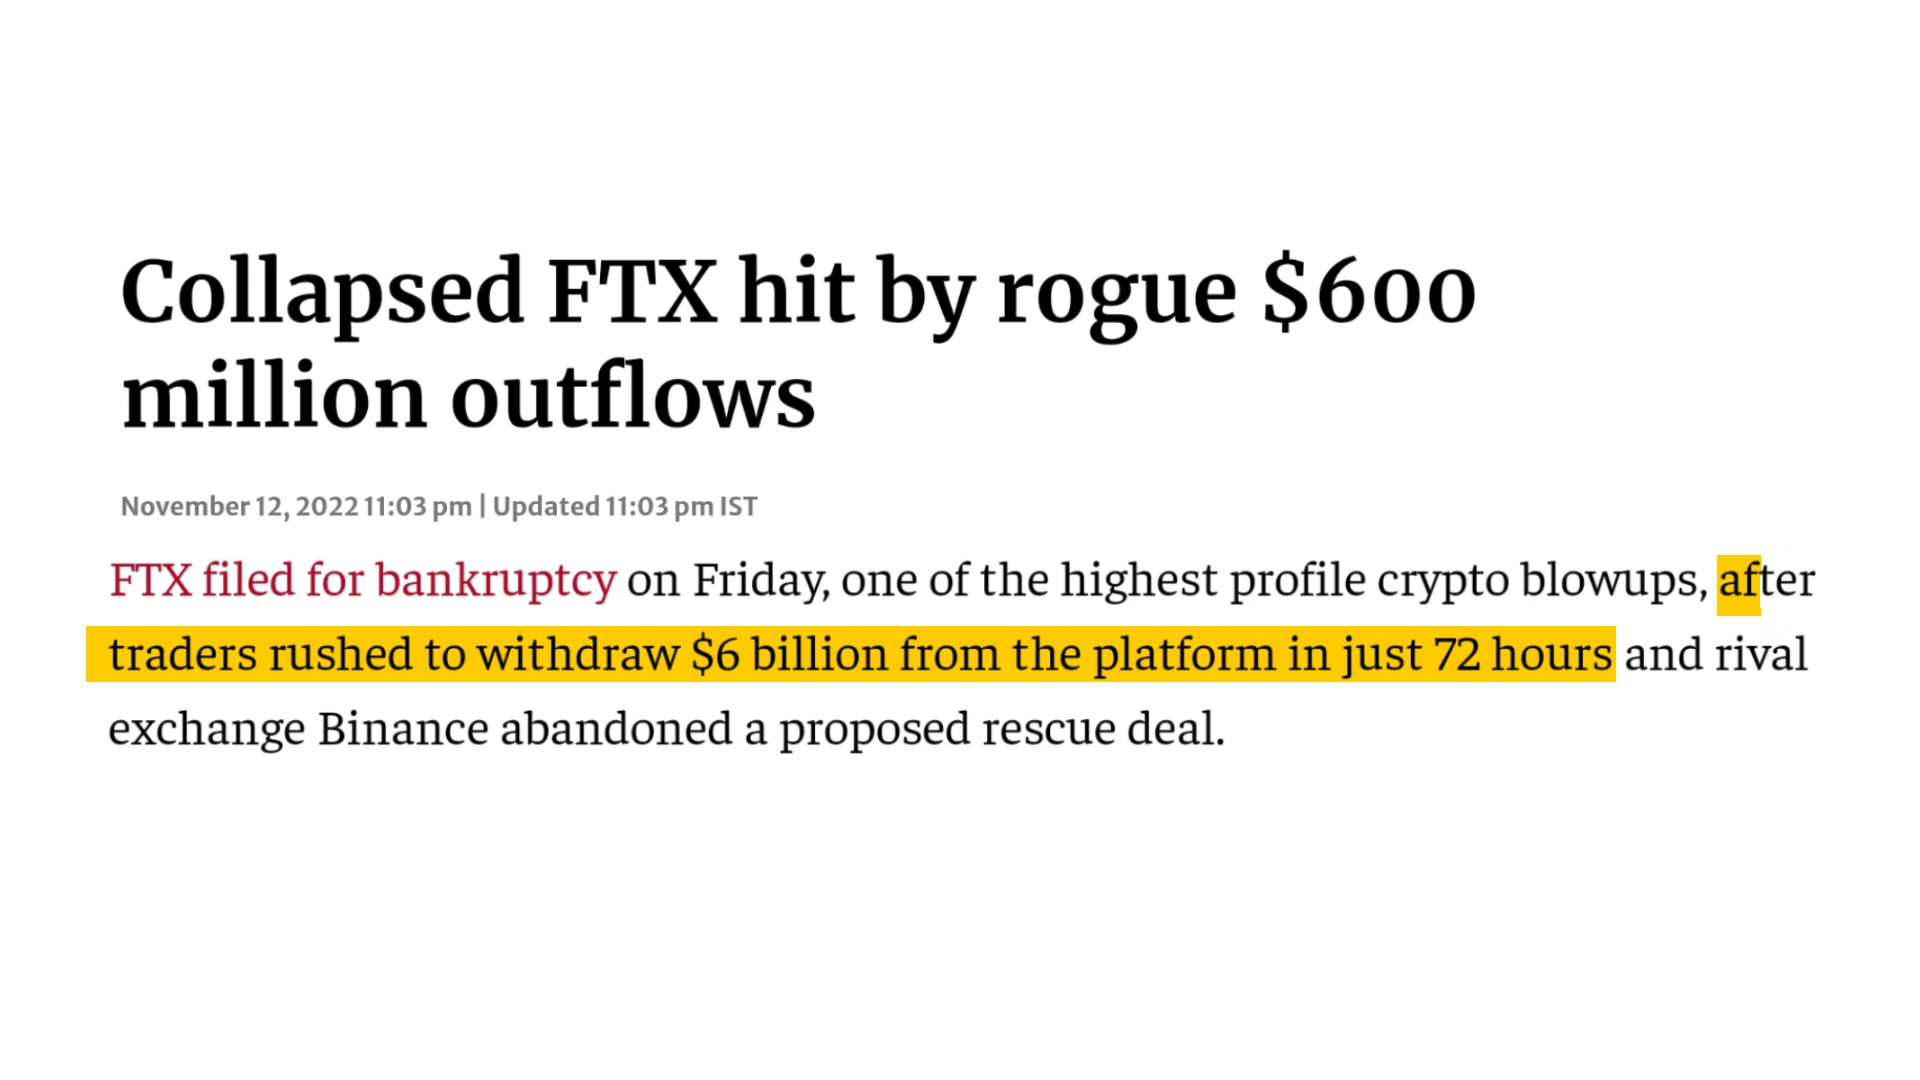 Collapsed FTX hit by rogue $600
million outflows
November 12, 2022 11:03 pm | Updated 11:03 pm IST
FTX filed for bankruptcy on Friday, one of the highest profile crypto blowups, after
traders rushed to withdraw $6 billion from the platform in just 72 hours and rival
exchange Binance abandoned a proposed rescue deal.